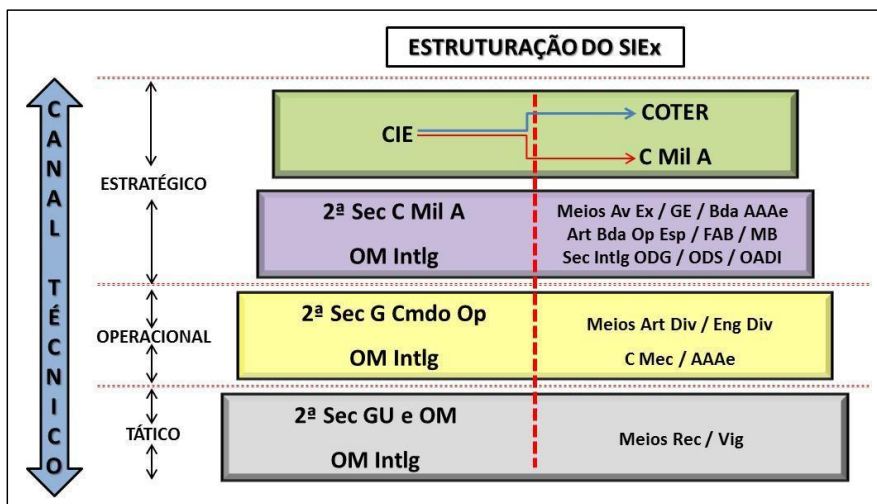 ESTRUTURAÇÃO DO SIEx
CANAL TÉCNICO
ESTRATÉGICO
CIE
COTER
C Mil A
2ª Sec C Mil A
OM Intlg
Meios Av Ex / GE / Bda AAAe
Art Bda Op Esp / FAB / MB
Sec Intlg ODG / ODS / OADI
OPERACIONAL
2ª Sec G Cmdo Op
OM Intlg
Meios Art Div / Eng Div
C Mec / AAAe
TÁTICO
2ª Sec GU e OM
OM Intlg
Meios Rec / Vig